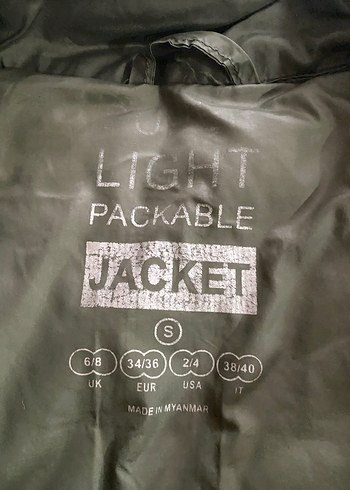 LIGHT
PACKABLE
JACKET
S
6/8 34/36 2/4 38/40
UK EUR USA IT
MADE IN MYANMAR